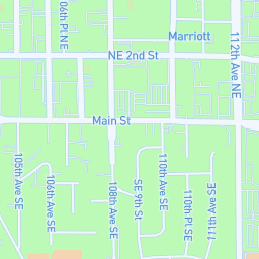 106th Pl NE
Marriott
112th Ave NE
NE 2nd St
Main St
105th Ave SE
106th Ave SE
108th Ave SE
SE 9th St
110th Ave SE
110th Pl SE
111th Ave SE